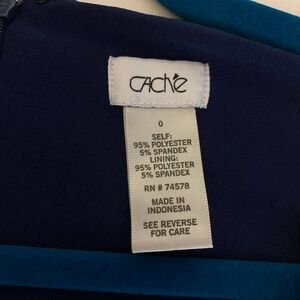 CACHÉ
0
SELF:
95% POLYESTER
5% SPANDEX
LINING:
95% POLYESTER
5% SPANDEX
RN # 74578
MADE IN
INDONESIA
SEE REVERSE
FOR CARE